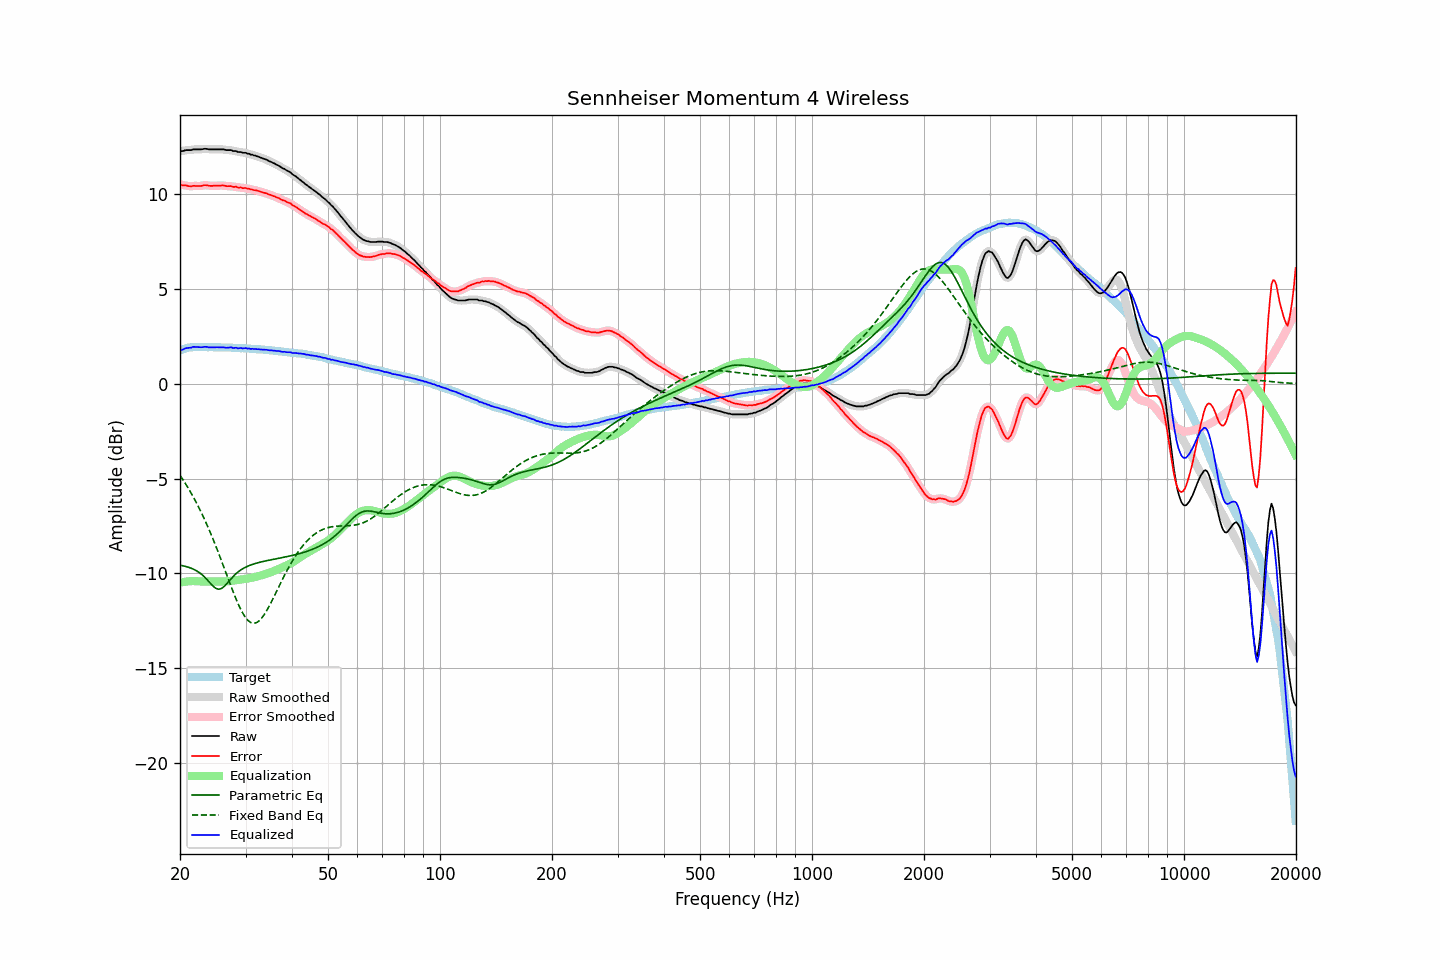 Sennheiser Momentum 4 Wireless
Amplitude (dBr)
10
5
0
−5
−10
−15
−20
Target
Raw Smoothed
Error Smoothed
Raw
Error
Equalization
Parametric Eq
Fixed Band Eq
Equalized
20 50 100 200 500 1000 2000 5000 10000 20000
Frequency (Hz)